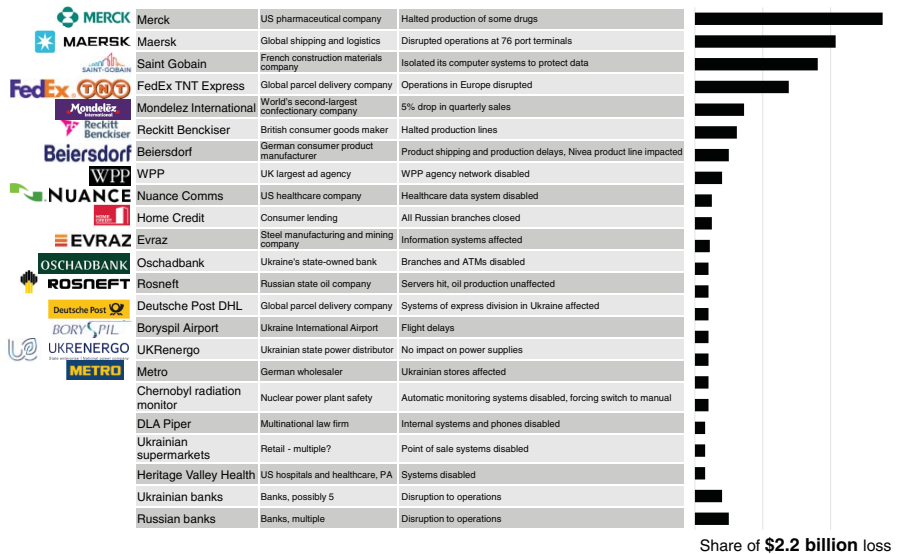 MERCK Merck US pharmaceutical company Halted production of some drugs
MAERSK Maersk Global shipping and logistics Disrupted operations at 76 port terminals
SAINT-GOBAIN Saint Gobain French construction materials company Isolated its computer systems to protect data
FedEx TNT FedEx TNT Express Global parcel delivery company Operations in Europe disrupted
Mondelēz International Mondelez International World's second-largest confectionary company 5% drop in quarterly sales
Reckitt Benckiser Reckitt Benckiser British consumer goods maker Halted production lines
Beiersdorf Beiersdorf German consumer product manufacturer Product shipping and production delays, Nivea product line impacted
WPP WPP UK largest ad agency WPP agency network disabled
NUANCE Nuance Comms US healthcare company Healthcare data system disabled
HOME CREDIT Home Credit Consumer lending All Russian branches closed
EVRAZ Evraz Steel manufacturing and mining company Information systems affected
OSCHADBANK Oschadbank Ukraine's state-owned bank Branches and ATMs disabled
ROSNEFT Rosneft Russian state oil company Servers hit, oil production unaffected
Deutsche Post Deutsche Post DHL Global parcel delivery company Systems of express division in Ukraine affected
BORYSPIL Boryspil Airport Ukraine International Airport Flight delays
UKRENERGO UKRenergo Ukrainian state power distributor No impact on power supplies
METRO Metro German wholesaler Ukrainian stores affected
Chernobyl radiation monitor Nuclear power plant safety Automatic monitoring systems disabled, forcing switch to manual
DLA Piper Multinational law firm Internal systems and phones disabled
Ukrainian supermarkets Retail - multiple? Point of sale systems disabled
Heritage Valley Health US hospitals and healthcare, PA Systems disabled
Ukrainian banks Banks, possibly 5 Disruption to operations
Russian banks Banks, multiple Disruption to operations
Share of $2.2 billion loss